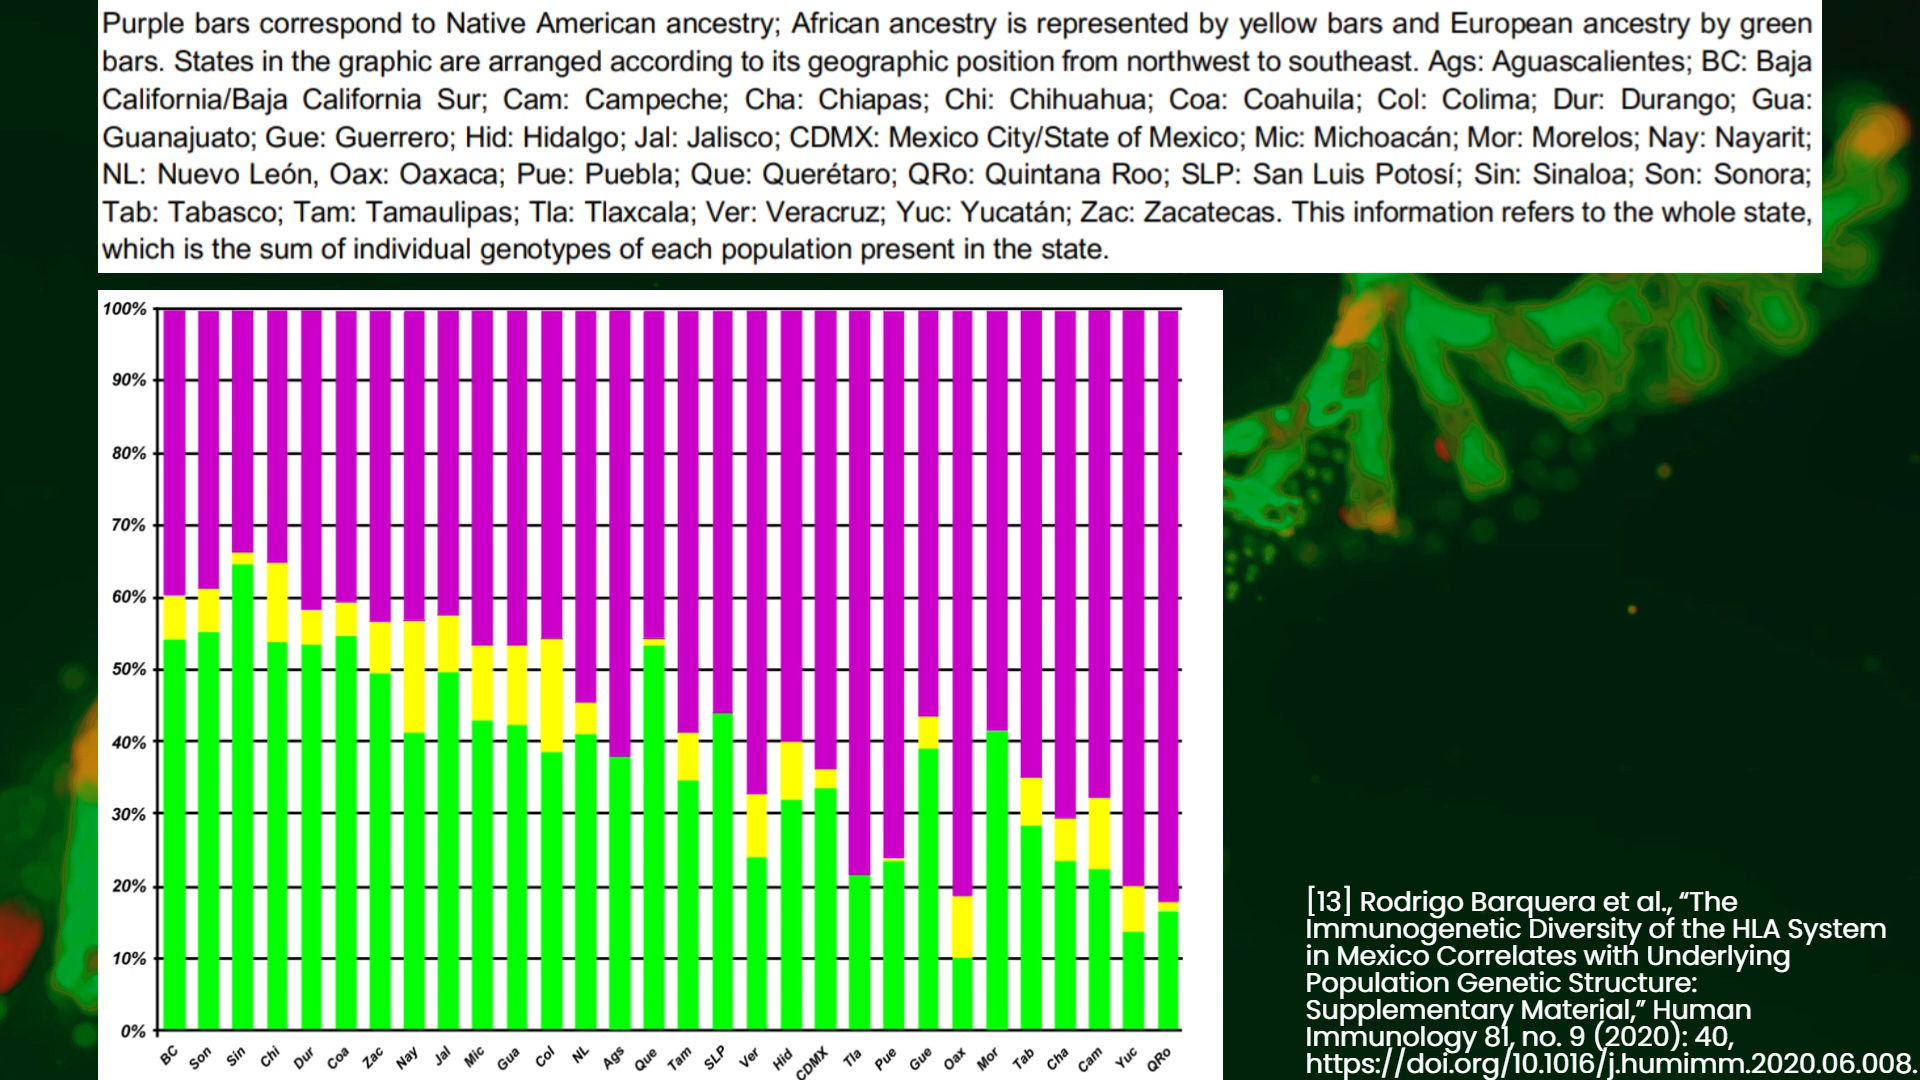 Purple bars correspond to Native American ancestry; African ancestry is represented by yellow bars and European ancestry by green
bars. States in the graphic are arranged according to its geographic position from northwest to southeast. Ags: Aguascalientes; BC: Baja
California/Baja California Sur; Cam: Campeche; Cha: Chiapas; Chi: Chihuahua; Coa: Coahuila; Col: Colima; Dur: Durango; Gua:
Guanajuato; Gue: Guerrero; Hid: Hidalgo; Jal: Jalisco; CDMX: Mexico City/State of Mexico; Mic: Michoacán; Mor: Morelos; Nay: Nayarit;
NL: Nuevo León, Oax: Oaxaca; Pue: Puebla; Que: Querétaro; QRo: Quintana Roo; SLP: San Luis Potosí; Sin: Sinaloa; Son: Sonora;
Tab: Tabasco; Tam: Tamaulipas; Tla: Tlaxcala; Ver: Veracruz; Yuc: Yucatán; Zac: Zacatecas. This information refers to the whole state,
which is the sum of individual genotypes of each population present in the state.
100%
90%
80%
70%
60%
50%
40%
30%
20%
10%
0%
BC Son Sin Chi Dur Coa Zac Nay Jal Mic Gua Col NL Ags Que Tam SLP Ver Hid CDMX Tla Pue Gue Oax Mor Tab Cha Cam Yuc QRo
[13] Rodrigo Barquera et al., “The
Immunogenetic Diversity of the HLA System
in Mexico Correlates with Underlying
Population Genetic Structure:
Supplementary Material,” Human
Immunology 81, no. 9 (2020): 40,
https://doi.org/10.1016/j.humimm.2020.06.008.